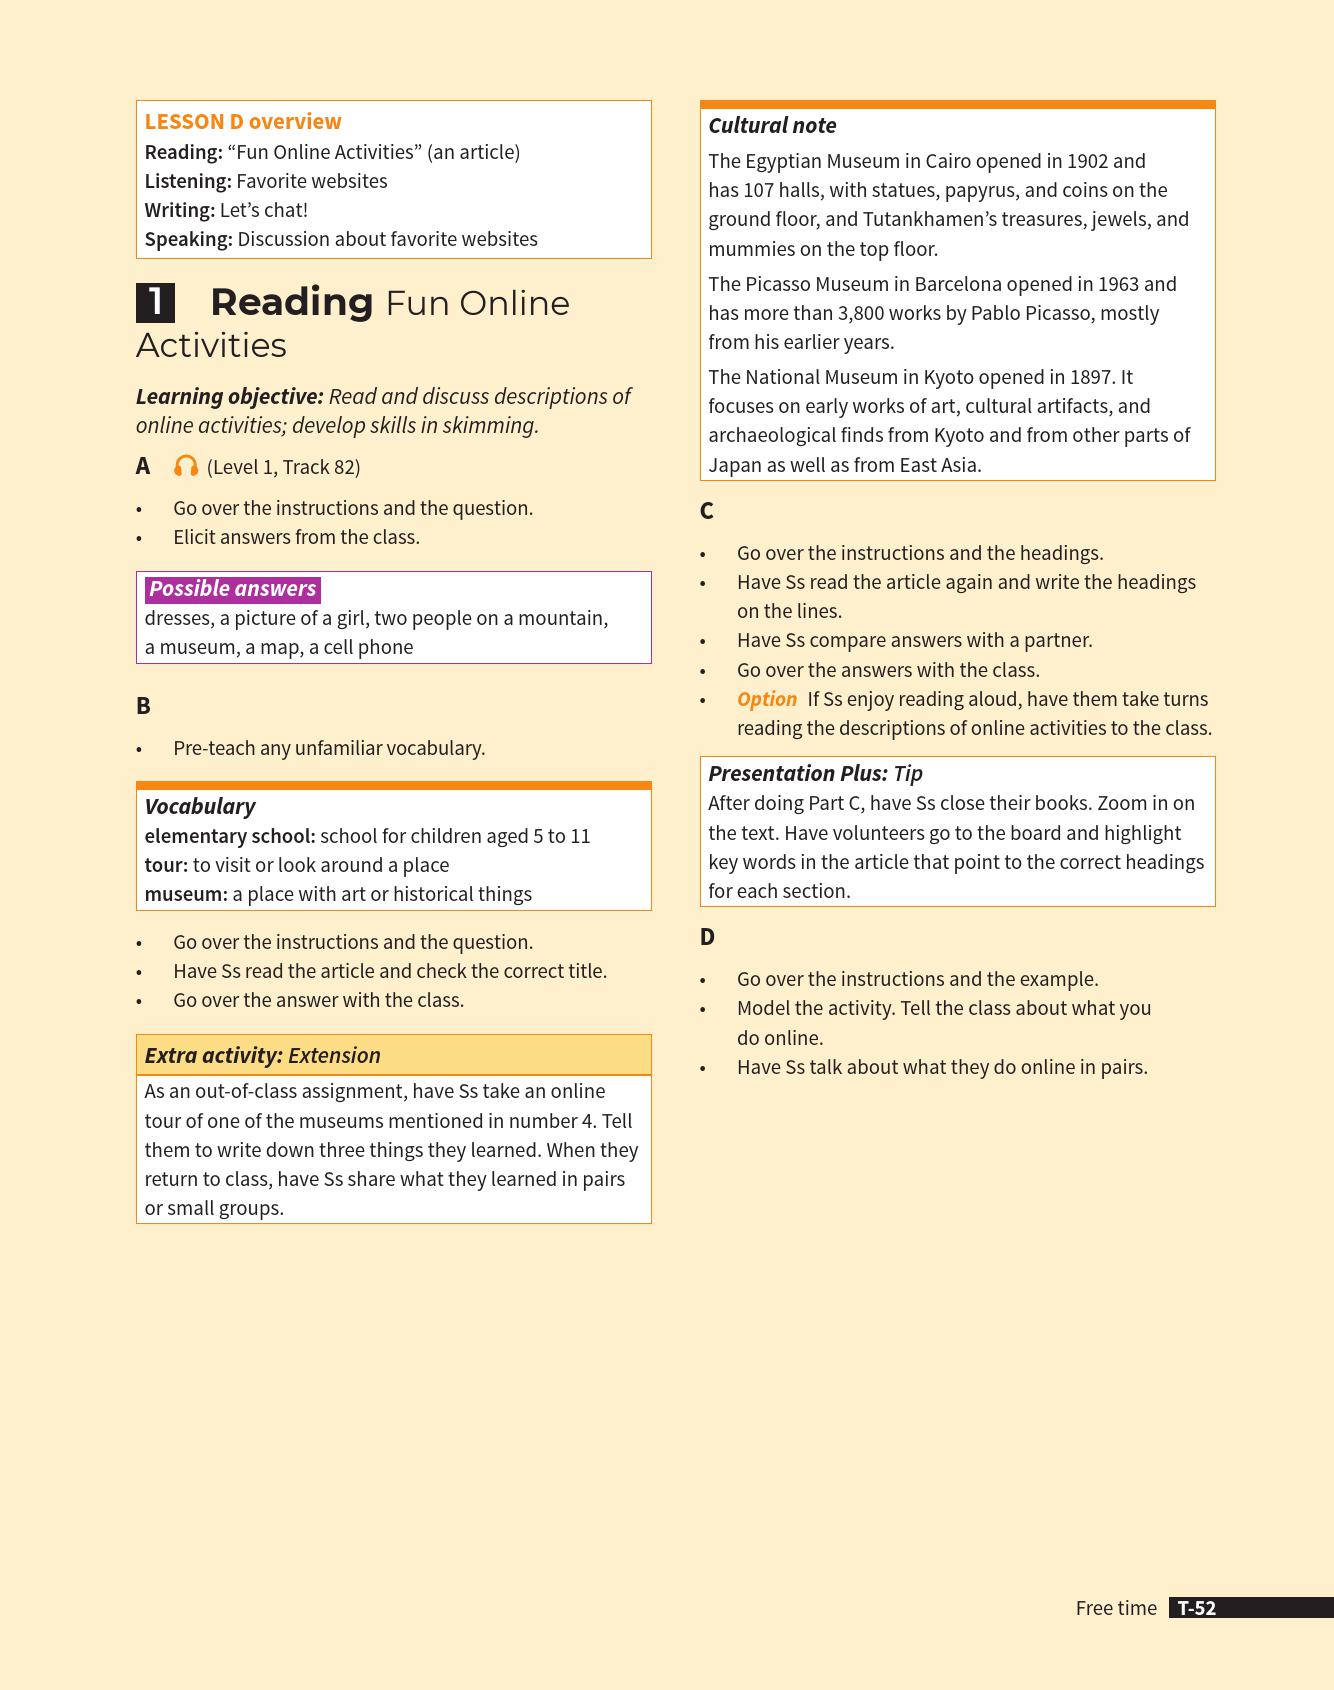 LESSON D overview
Reading: “Fun Online Activities” (an article)
Listening: Favorite websites
Writing: Let’s chat!
Speaking: Discussion about favorite websites
1 Reading Fun Online
Activities
Learning objective: Read and discuss descriptions of
online activities; develop skills in skimming.
A (Level 1, Track 82)
• Go over the instructions and the question.
• Elicit answers from the class.
Possible answers
dresses, a picture of a girl, two people on a mountain,
a museum, a map, a cell phone
B
• Pre-teach any unfamiliar vocabulary.
Vocabulary
elementary school: school for children aged 5 to 11
tour: to visit or look around a place
museum: a place with art or historical things
• Go over the instructions and the question.
• Have Ss read the article and check the correct title.
• Go over the answer with the class.
Extra activity: Extension
As an out-of-class assignment, have Ss take an online
tour of one of the museums mentioned in number 4. Tell
them to write down three things they learned. When they
return to class, have Ss share what they learned in pairs
or small groups.
Cultural note
The Egyptian Museum in Cairo opened in 1902 and
has 107 halls, with statues, papyrus, and coins on the
ground floor, and Tutankhamen’s treasures, jewels, and
mummies on the top floor.
The Picasso Museum in Barcelona opened in 1963 and
has more than 3,800 works by Pablo Picasso, mostly
from his earlier years.
The National Museum in Kyoto opened in 1897. It
focuses on early works of art, cultural artifacts, and
archaeological finds from Kyoto and from other parts of
Japan as well as from East Asia.
C
• Go over the instructions and the headings.
• Have Ss read the article again and write the headings
on the lines.
• Have Ss compare answers with a partner.
• Go over the answers with the class.
• Option If Ss enjoy reading aloud, have them take turns
reading the descriptions of online activities to the class.
Presentation Plus: Tip
After doing Part C, have Ss close their books. Zoom in on
the text. Have volunteers go to the board and highlight
key words in the article that point to the correct headings
for each section.
D
• Go over the instructions and the example.
• Model the activity. Tell the class about what you
do online.
• Have Ss talk about what they do online in pairs.
Free time T-52